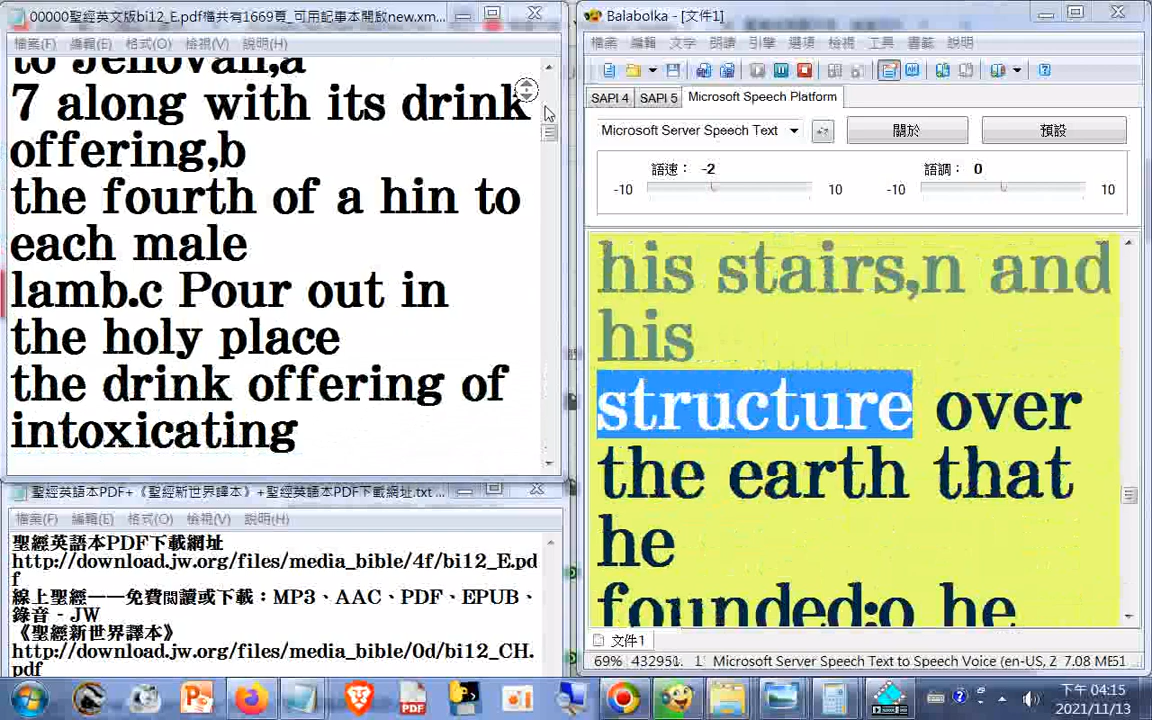 00000聖經英文版bi12_E.pdf檔共有1669頁_可用記事本開啟new.xm...
檔案(F) 編輯(E) 格式(O) 檢視(V) 說明(H)
to Jehovah,a
7 along with its drink
offering,b
the fourth of a hin to
each male
lamb.c Pour out in
the holy place
the drink offering of
intoxicating
聖經英語本PDF+《聖經新世界譯本》+聖經英語本PDF下載網址.txt ...
檔案(F) 編輯(E) 格式(O) 檢視(V) 說明(H)
聖經英語本PDF下載網址
http://download.jw.org/files/media_bible/4f/bi12_E.pd
f
線上聖經──免費閱讀或下載：MP3、AAC、PDF、EPUB、
錄音 - JW
《聖經新世界譯本》
http://download.jw.org/files/media_bible/0d/bi12_CH.
pdf
Balabolka - [文件1]
檔案 編輯 文字 朗讀 引擎 選項 檢視 工具 書籤 說明
SAPI 4 SAPI 5 Microsoft Speech Platform
Microsoft Server Speech Text 關於 預設
語速： -2 語調： 0
-10 10 -10 10
his stairs,n and
his
structure over
the earth that
he
founded;o he
文件1
69% 432951. 1 Microsoft Server Speech Text to Speech Voice (en-US, Z 7.08 ME51
下午 04:15
2021/11/13